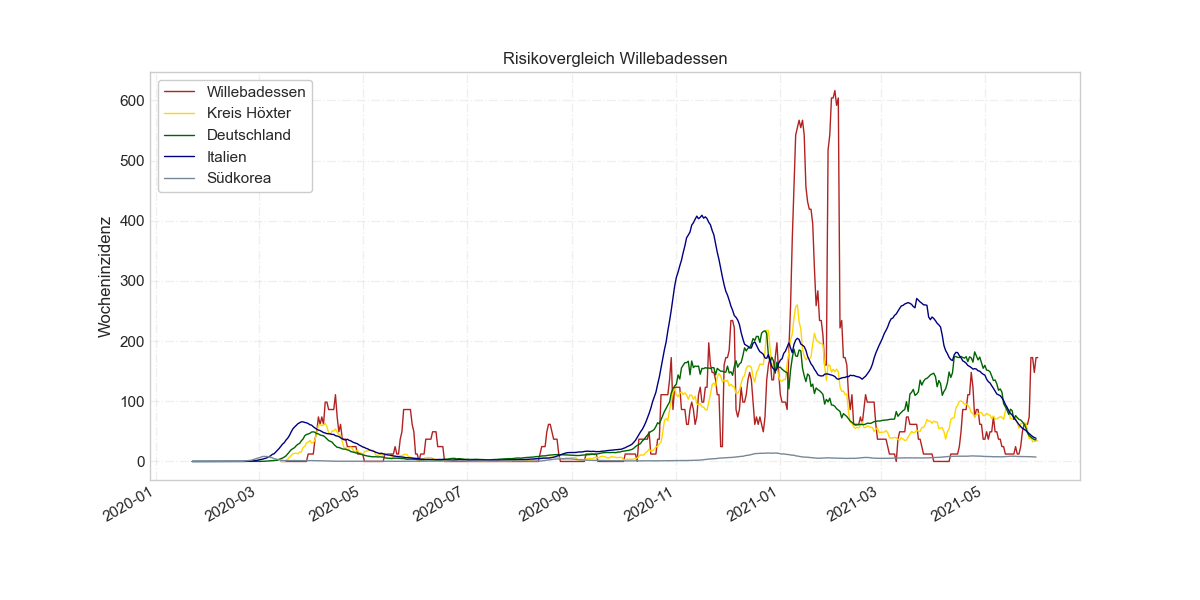 Risikovergleich Willebadessen
Willebadessen
Kreis Höxter
Deutschland
Italien
Südkorea
Wocheninzidenz
600
500
400
300
200
100
0
2020-01
2020-03
2020-05
2020-07
2020-09
2020-11
2021-01
2021-03
2021-05